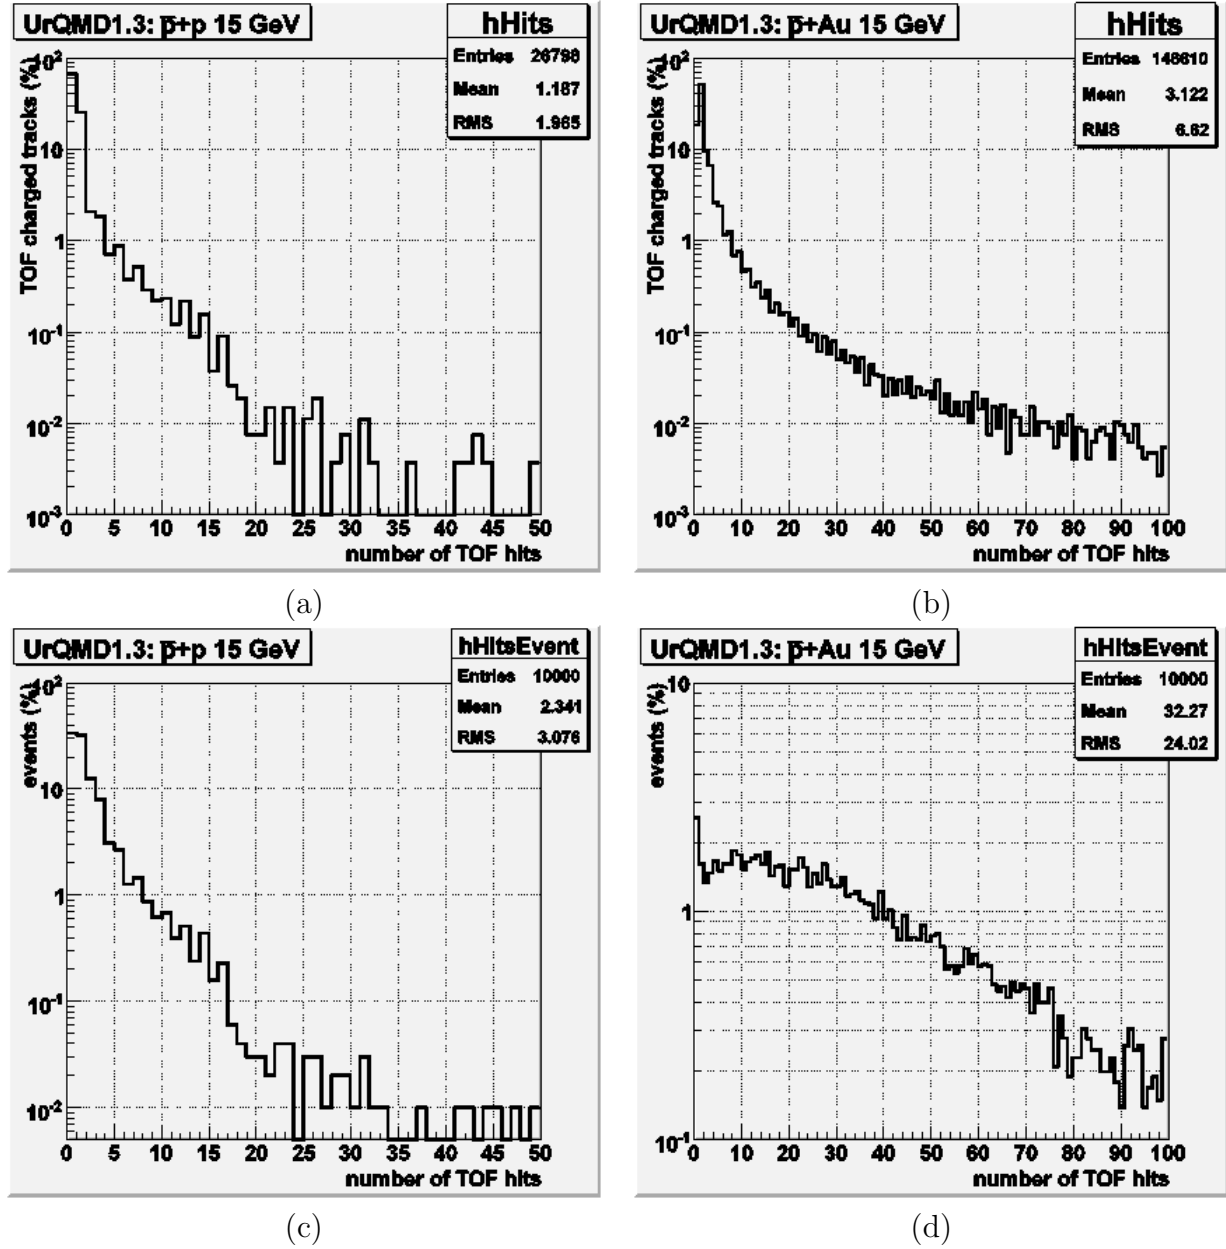 UrQMD1.3: p̅+p 15 GeV
hHits
Entries 26798
Mean 1.187
RMS 1.965
TOF charged tracks (%)
10²
10
1
10⁻¹
10⁻²
10⁻³
0 5 10 15 20 25 30 35 40 45 50
number of TOF hits
(a)
UrQMD1.3: p̅+Au 15 GeV
hHits
Entries 148610
Mean 3.122
RMS 6.62
TOF charged tracks (%)
10²
10
1
10⁻¹
10⁻²
10⁻³
0 10 20 30 40 50 60 70 80 90 100
number of TOF hits
(b)
UrQMD1.3: p̅+p 15 GeV
hHitsEvent
Entries 10000
Mean 2.341
RMS 3.076
events (%)
10²
10
1
10⁻¹
10⁻²
0 5 10 15 20 25 30 35 40 45 50
number of TOF hits
(c)
UrQMD1.3: p̅+Au 15 GeV
hHitsEvent
Entries 10000
Mean 32.27
RMS 24.02
events (%)
10
1
10⁻¹
0 10 20 30 40 50 60 70 80 90 100
number of TOF hits
(d)